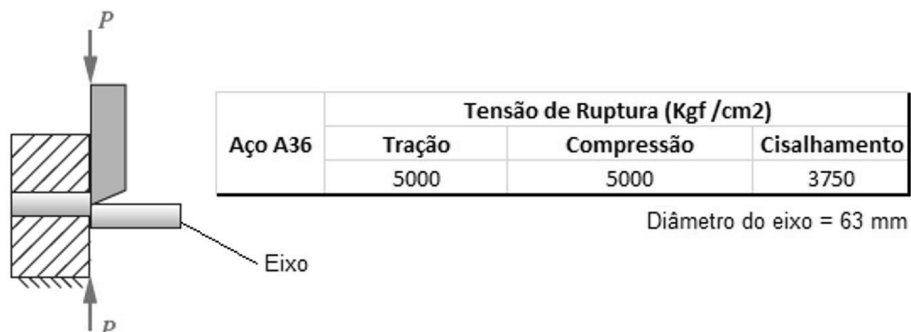 P
Tensão de Ruptura (Kgf /cm2)
Aço A36
Tração Compressão Cisalhamento
5000 5000 3750
Diâmetro do eixo = 63 mm
Eixo
P